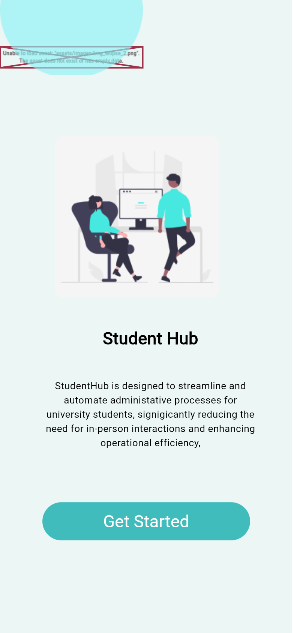 Unable to load asset: "assets/images/img_ellipse_1.png".
The asset does not exist or has empty data.
Student Hub
StudentHub is designed to streamline and
automate administative processes for
university students, signigicantly reducing the
need for in-person interactions and enhancing
operational efficiency,
Get Started